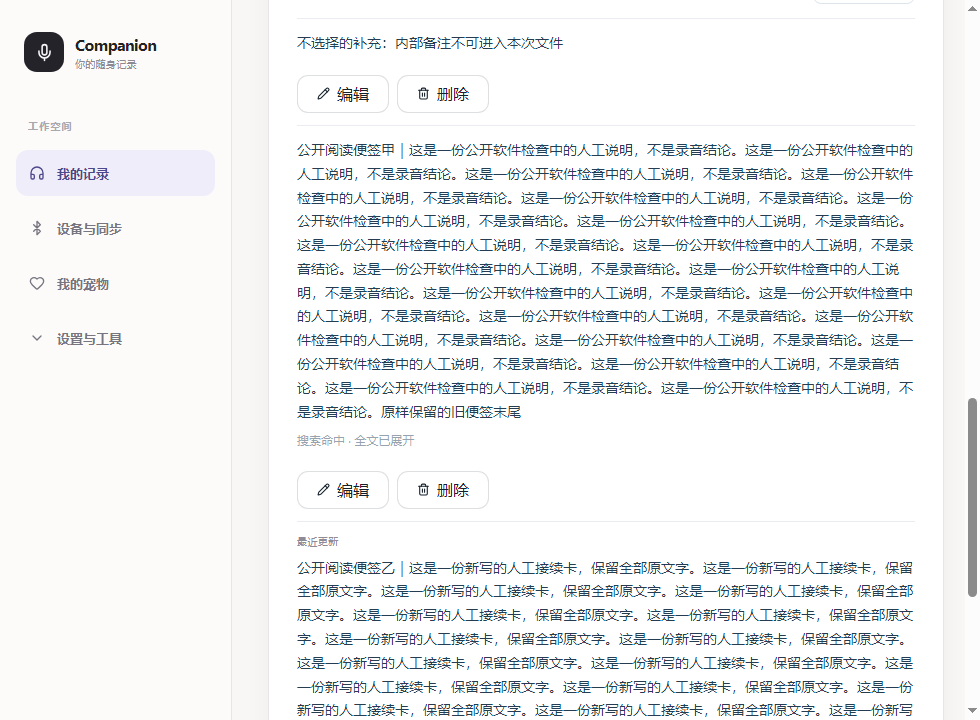 Companion
你的随身记录
工作空间
我的记录
设备与同步
我的宠物
设置与工具
不选择的补充：内部备注不可进入本次文件
编辑
删除
公开阅读便签甲｜这是一份公开软件检查中的人工说明，不是录音结论。这是一份公开软件检查中的
人工说明，不是录音结论。这是一份公开软件检查中的人工说明，不是录音结论。这是一份公开软件
检查中的人工说明，不是录音结论。这是一份公开软件检查中的人工说明，不是录音结论。这是一份
公开软件检查中的人工说明，不是录音结论。这是一份公开软件检查中的人工说明，不是录音结论。
这是一份公开软件检查中的人工说明，不是录音结论。这是一份公开软件检查中的人工说明，不是录
音结论。这是一份公开软件检查中的人工说明，不是录音结论。这是一份公开软件检查中的人工说
明，不是录音结论。这是一份公开软件检查中的人工说明，不是录音结论。这是一份公开软件检查中
的人工说明，不是录音结论。这是一份公开软件检查中的人工说明，不是录音结论。这是一份公开软
件检查中的人工说明，不是录音结论。这是一份公开软件检查中的人工说明，不是录音结论。这是一
份公开软件检查中的人工说明，不是录音结论。这是一份公开软件检查中的人工说明，不是录音结
论。这是一份公开软件检查中的人工说明，不是录音结论。这是一份公开软件检查中的人工说明，不
是录音结论。原样保留的旧便签末尾
搜索命中 · 全文已展开
编辑
删除
最近更新
公开阅读便签乙｜这是一份新写的人工接续卡，保留全部原文字。这是一份新写的人工接续卡，保留
全部原文字。这是一份新写的人工接续卡，保留全部原文字。这是一份新写的人工接续卡，保留全部
原文字。这是一份新写的人工接续卡，保留全部原文字。这是一份新写的人工接续卡，保留全部原文
字。这是一份新写的人工接续卡，保留全部原文字。这是一份新写的人工接续卡，保留全部原文字。
这是一份新写的人工接续卡，保留全部原文字。这是一份新写的人工接续卡，保留全部原文字。这是
一份新写的人工接续卡，保留全部原文字。这是一份新写的人工接续卡，保留全部原文字。这是一份
新写的人工接续卡，保留全部原文字。这是一份新写的人工接续卡，保留全部原文字。这是一份新写